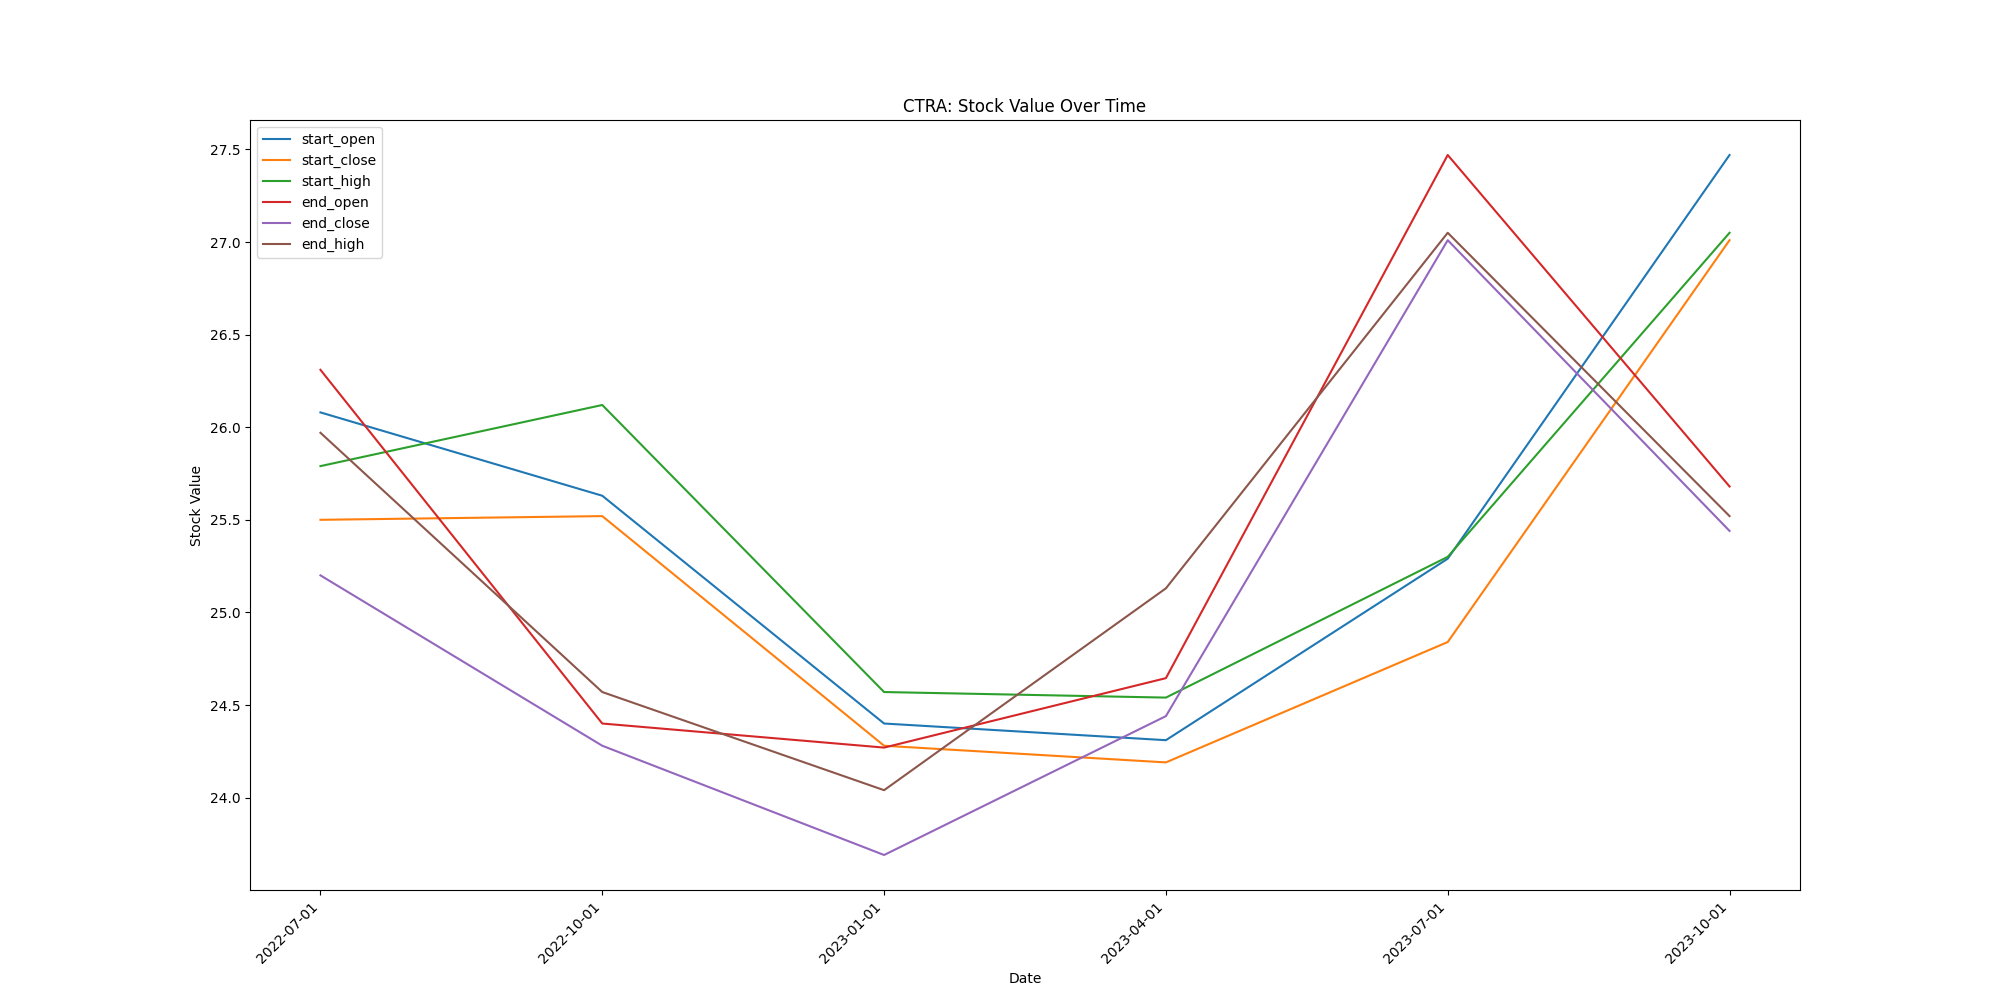 CTRA: Stock Value Over Time
start_open
start_close
start_high
end_open
end_close
end_high
27.5
27.0
26.5
26.0
25.5
25.0
24.5
24.0
Stock Value
2022-07-01
2022-10-01
2023-01-01
2023-04-01
2023-07-01
2023-10-01
Date